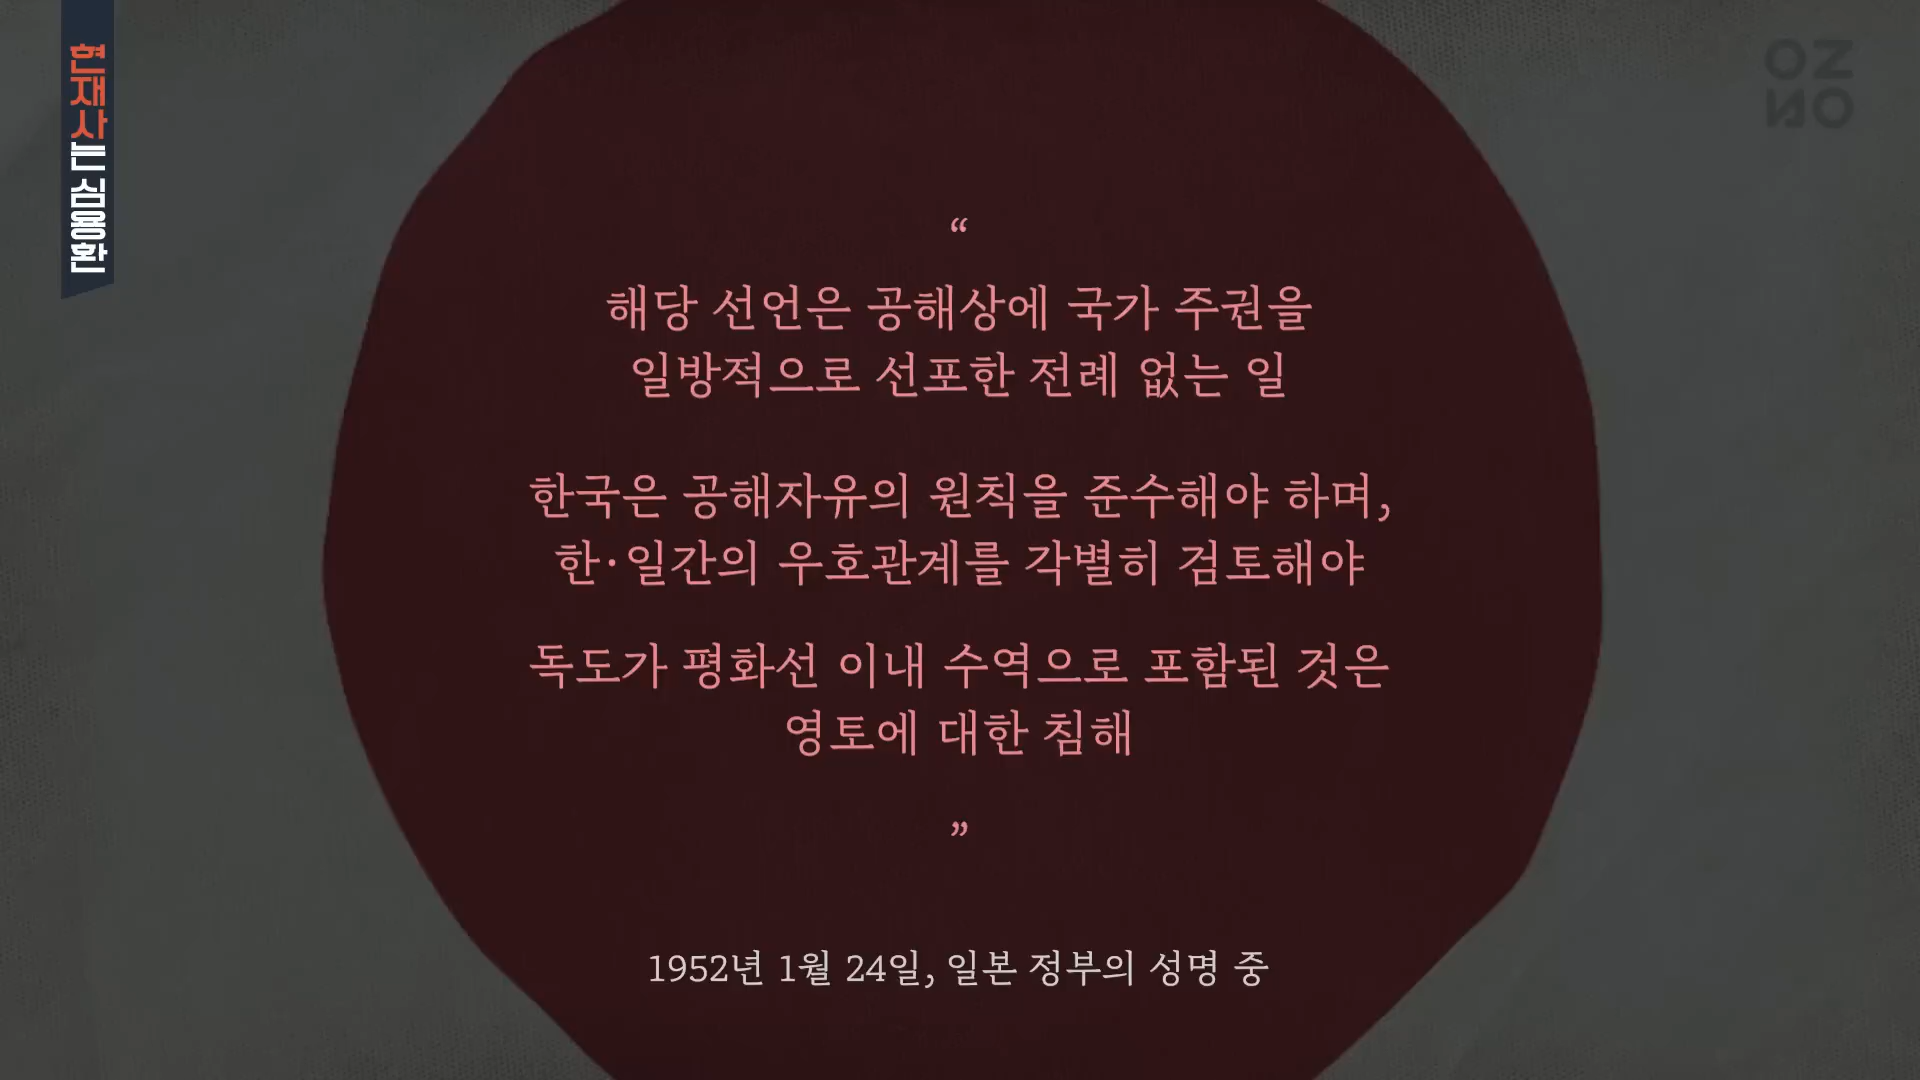 현재사는 심용환
OZ
NO
“
해당 선언은 공해상에 국가 주권을
일방적으로 선포한 전례 없는 일
한국은 공해자유의 원칙을 준수해야 하며,
한·일간의 우호관계를 각별히 검토해야
독도가 평화선 이내 수역으로 포함된 것은
영토에 대한 침해
”
1952년 1월 24일, 일본 정부의 성명 중